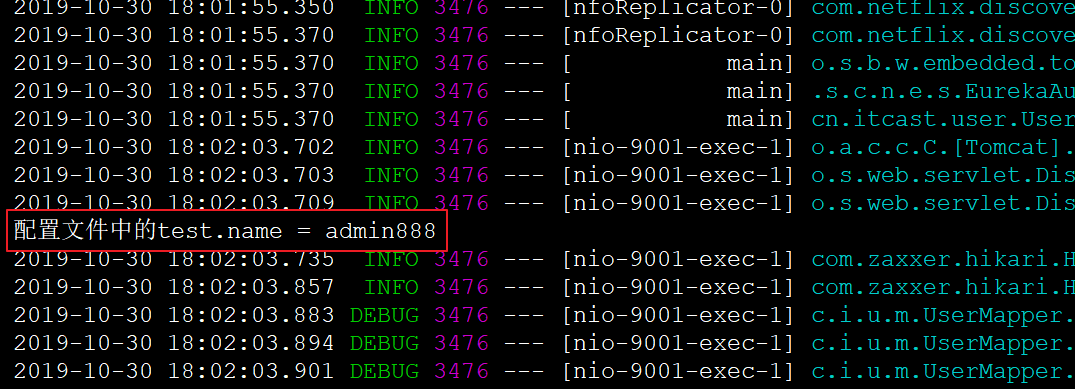 2019-10-30 18:01:55.350  INFO 3476 --- [nfoReplicator-0] com.netflix.discove
2019-10-30 18:01:55.370  INFO 3476 --- [nfoReplicator-0] com.netflix.discove
2019-10-30 18:01:55.370  INFO 3476 --- [           main] o.s.b.w.embedded.to
2019-10-30 18:01:55.370  INFO 3476 --- [           main] .s.c.n.e.s.EurekaAu
2019-10-30 18:01:55.370  INFO 3476 --- [           main] cn.itcast.user.User
2019-10-30 18:02:03.702  INFO 3476 --- [nio-9001-exec-1] o.a.c.c.C.[Tomcat].
2019-10-30 18:02:03.703  INFO 3476 --- [nio-9001-exec-1] o.s.web.servlet.Dis
2019-10-30 18:02:03.709  INFO 3476 --- [nio-9001-exec-1] o.s.web.servlet.Dis
配置文件中的test.name = admin888
2019-10-30 18:02:03.735  INFO 3476 --- [nio-9001-exec-1] com.zaxxer.hikari.H
2019-10-30 18:02:03.857  INFO 3476 --- [nio-9001-exec-1] com.zaxxer.hikari.H
2019-10-30 18:02:03.883 DEBUG 3476 --- [nio-9001-exec-1] c.i.u.m.UserMapper.
2019-10-30 18:02:03.894 DEBUG 3476 --- [nio-9001-exec-1] c.i.u.m.UserMapper.
2019-10-30 18:02:03.901 DEBUG 3476 --- [nio-9001-exec-1] c.i.u.m.UserMapper.